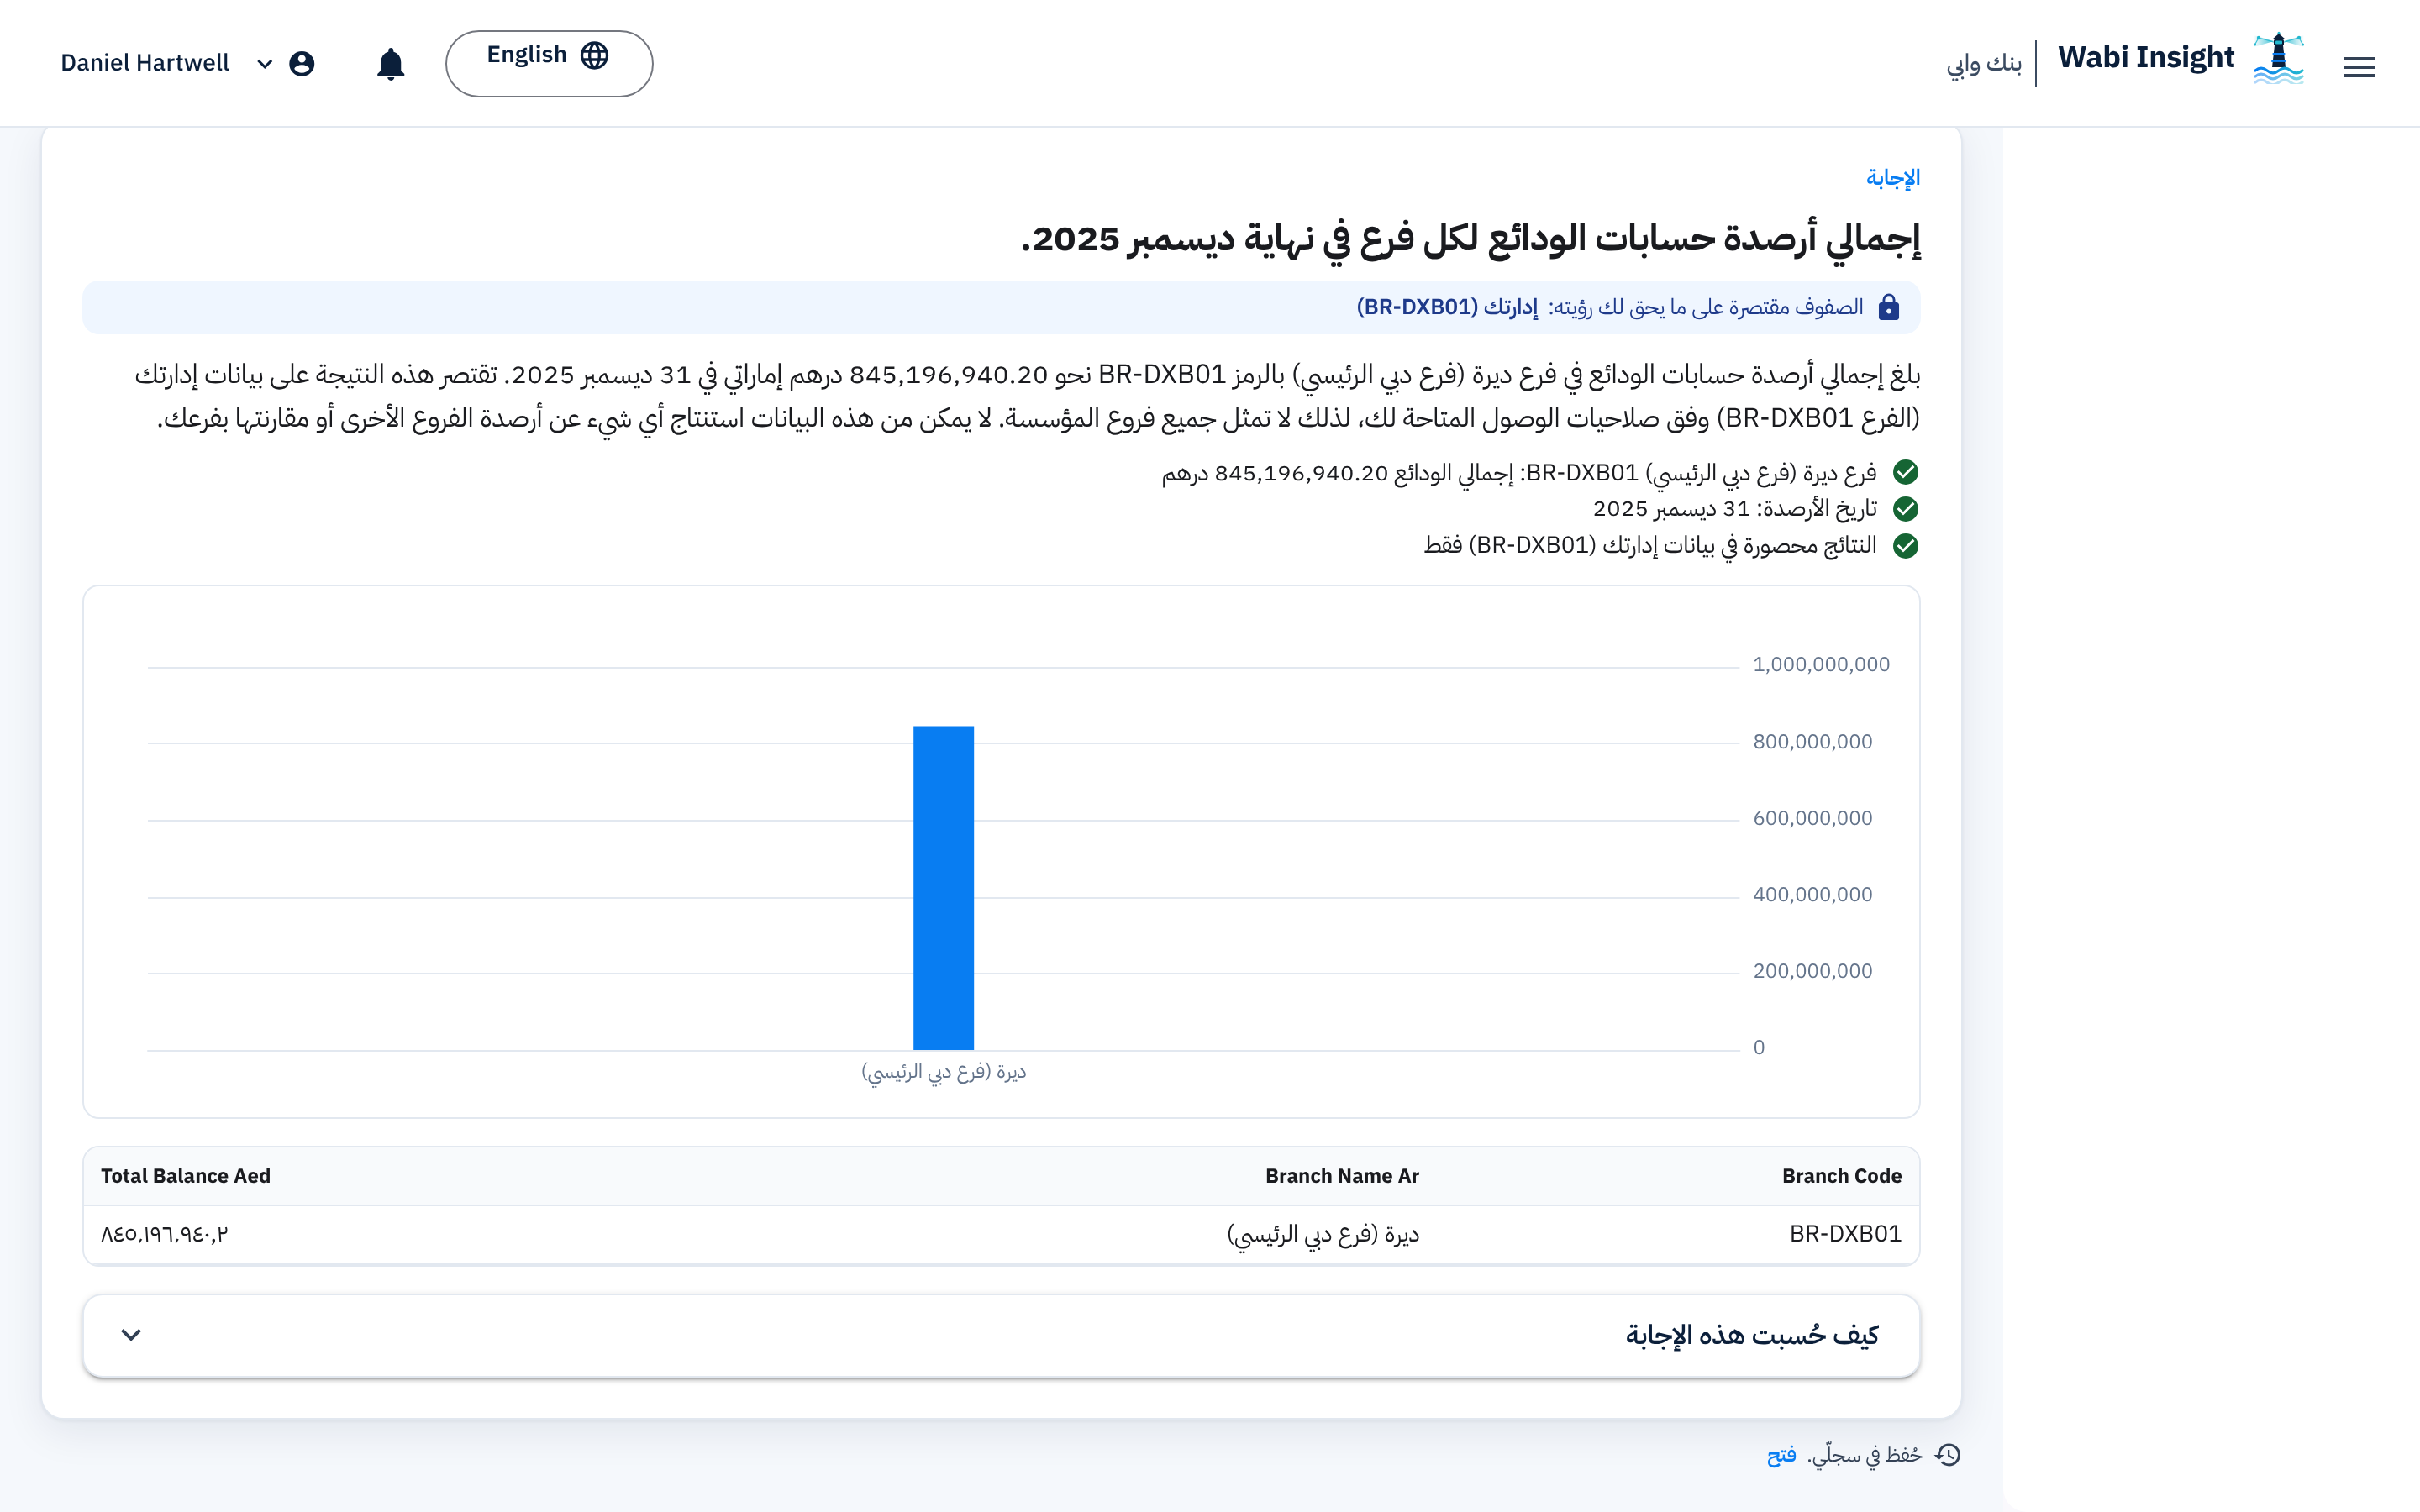 Wabi Insight
بنك وابي
English
Daniel Hartwell
الإجابة
إجمالي أرصدة حسابات الودائع لكل فرع في نهاية ديسمبر 2025.
الصفوف مقتصرة على ما يحق لك رؤيته: إدارتك (BR-DXB01)
بلغ إجمالي أرصدة حسابات الودائع في فرع ديرة (فرع دبي الرئيسي) بالرمز BR-DXB01 نحو 845,196,940.20 درهم إماراتي في 31 ديسمبر 2025. تقتصر هذه النتيجة على بيانات إدارتك
(الفرع BR-DXB01) وفق صلاحيات الوصول المتاحة لك، لذلك لا تمثل جميع فروع المؤسسة. لا يمكن من هذه البيانات استنتاج أي شيء عن أرصدة الفروع الأخرى أو مقارنتها بفرعك.
فرع ديرة (فرع دبي الرئيسي) BR-DXB01: إجمالي الودائع 845,196,940.20 درهم
تاريخ الأرصدة: 31 ديسمبر 2025
النتائج محصورة في بيانات إدارتك (BR-DXB01) فقط
1,000,000,000
800,000,000
600,000,000
400,000,000
200,000,000
0
ديرة (فرع دبي الرئيسي)
Branch Code
Branch Name Ar
Total Balance Aed
BR-DXB01
ديرة (فرع دبي الرئيسي)
٨٤٥٬١٩٦٬٩٤٠٫٢
كيف حُسبت هذه الإجابة
حُفظ في سجلّي. فتح